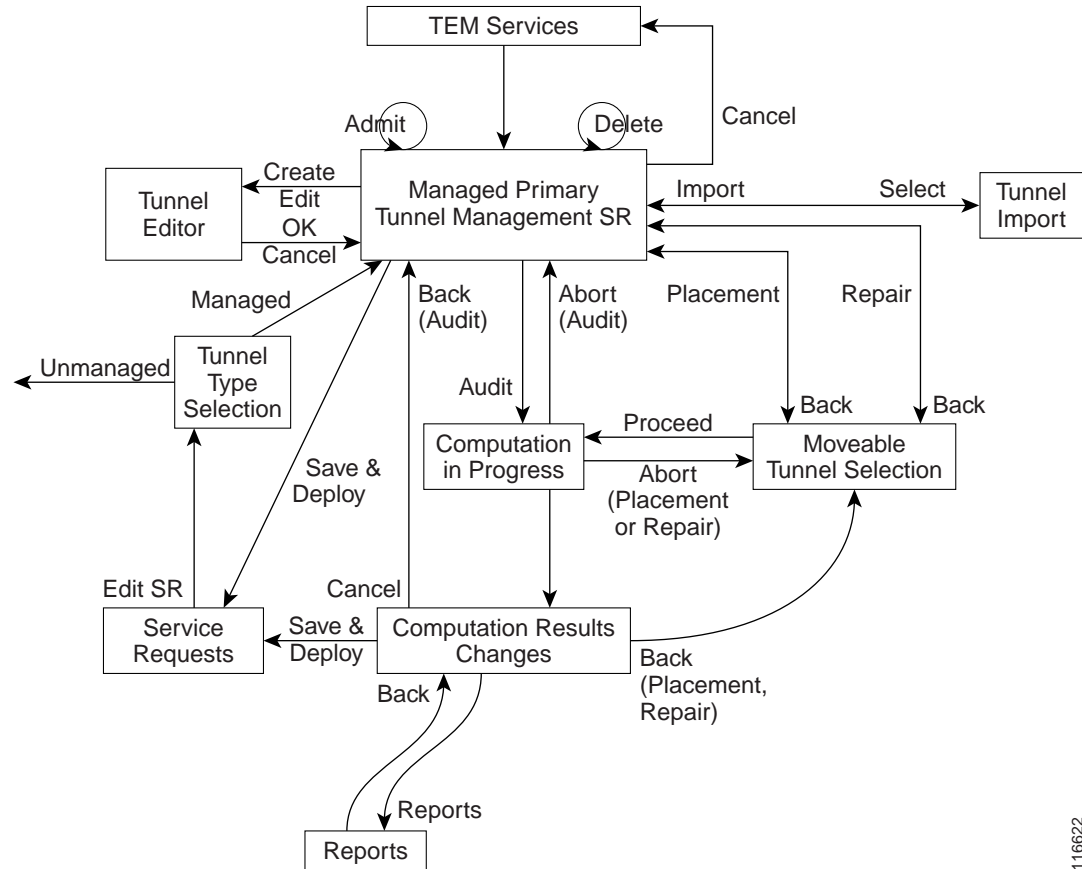 TEM Services
Admit
Delete
Cancel
Create
Edit
OK
Cancel
Tunnel
Editor
Managed Primary
Tunnel Management SR
Import
Select
Tunnel
Import
Managed
Back
(Audit)
Abort
(Audit)
Placement
Repair
Unmanaged
Tunnel
Type
Selection
Audit
Back
Back
Proceed
Computation
in Progress
Moveable
Tunnel Selection
Save &
Deploy
Abort
(Placement
or Repair)
Edit SR
Cancel
Service
Requests
Save &
Deploy
Computation Results
Changes
Back
(Placement,
Repair)
Back
Reports
Reports
116622